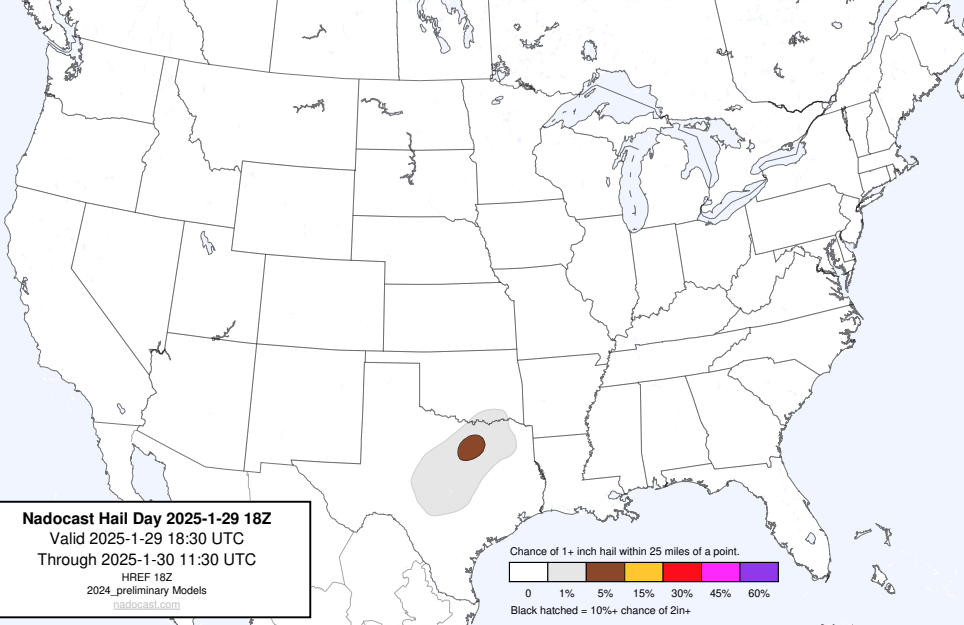 Nadocast Hail Day 2025-1-29 18Z
Valid 2025-1-29 18:30 UTC
Through 2025-1-30 11:30 UTC
HREF 18Z
2024_preliminary Models
nadocast.com
Chance of 1+ inch hail within 25 miles of a point.
0 1% 5% 15% 30% 45% 60%
Black hatched = 10%+ chance of 2in+